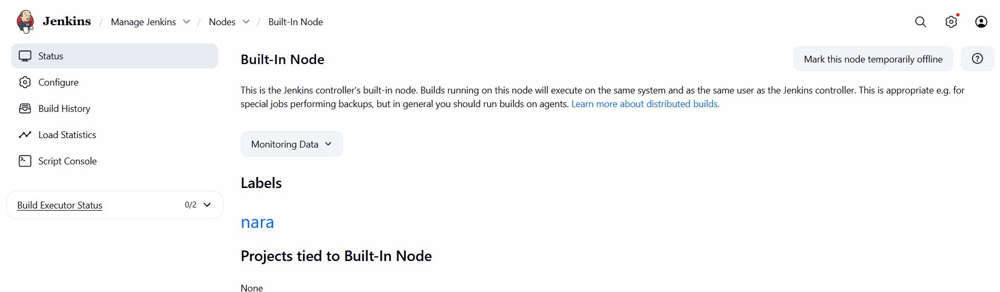 Jenkins / Manage Jenkins / Nodes / Built-In Node
Status
Configure
Build History
Load Statistics
Script Console
Build Executor Status 0/2
Built-In Node
Mark this node temporarily offline
This is the Jenkins controller's built-in node. Builds running on this node will execute on the same system and as the same user as the Jenkins controller. This is appropriate e.g. for
special jobs performing backups, but in general you should run builds on agents. Learn more about distributed builds.
Monitoring Data
Labels
nara
Projects tied to Built-In Node
None